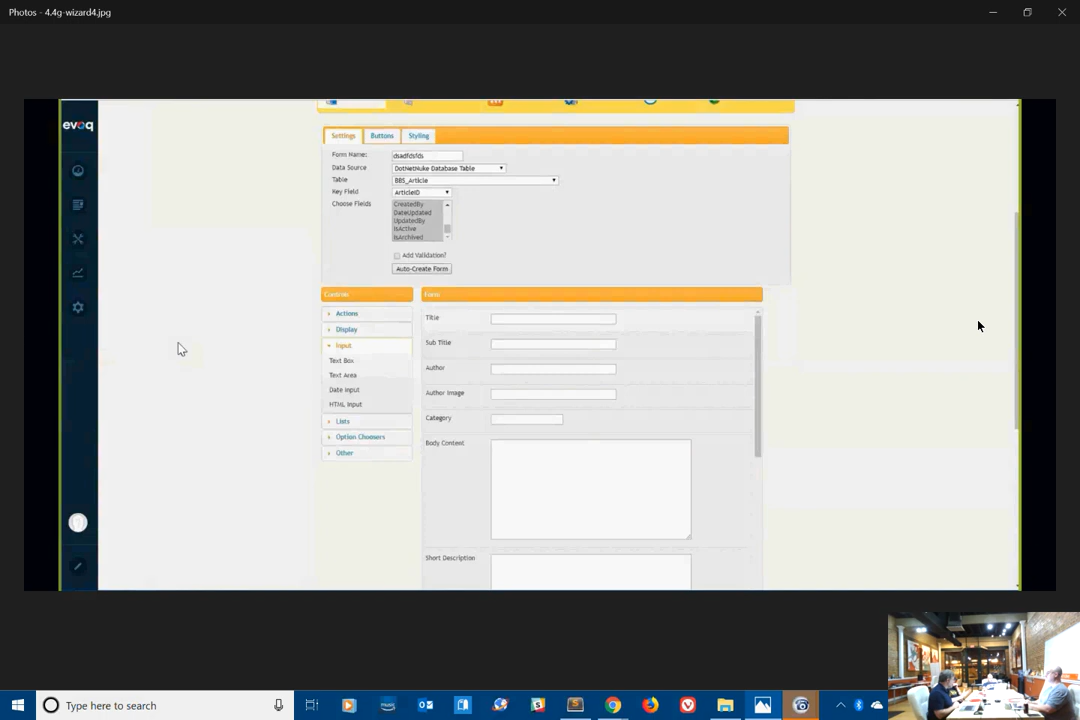 Photos - 4.4g-wizard4.jpg
evoq
Settings
Buttons
Styling
Form Name:
dsadfdsfds
Data Source
DotNetNuke Database Table
Table
BBS_Article
Key Field
ArticleID
Choose Fields
CreatedBy
DateUpdated
UpdatedBy
IsActive
IsArchived
Add Validation?
Auto-Create Form
Controls
Form
Actions
Display
Input
Text Box
Text Area
Date Input
HTML Input
Lists
Option Choosers
Other
Title
Sub Title
Author
Author Image
Category
Body Content
Short Description
Type here to search